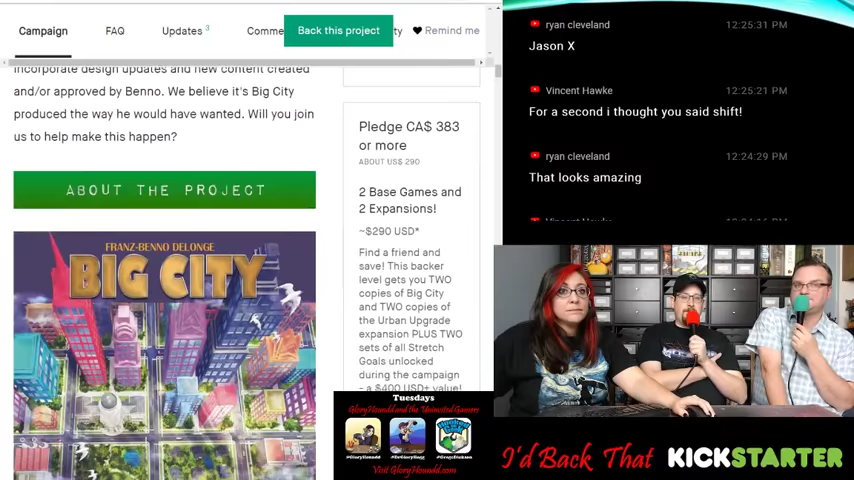 Campaign
FAQ
Updates 3
Comme
Back this project
ty
Remind me
incorporate design updates and new content created
and/or approved by Benno. We believe it's Big City
produced the way he would have wanted. Will you join
us to help make this happen?
ABOUT THE PROJECT
FRANZ-BENNO DELONGE
BIG CITY
Pledge CA$ 383
or more
ABOUT US$ 290
2 Base Games and
2 Expansions!
~$290 USD*
Find a friend and
save! This backer
level gets you TWO
copies of Big City
and TWO copies of
the Urban Upgrade
expansion PLUS TWO
sets of all Stretch
Goals unlocked
during the campaign
- a $400 USD+ value!
ryan cleveland
12:25:31 PM
Jason X
Vincent Hawke
12:25:21 PM
For a second i thought you said shift!
ryan cleveland
12:24:29 PM
That looks amazing
Tuesdays
GloryHoundd and the Uninvited Gamers
Visit GloryHoundd.com
I'd Back That KICKSTARTER